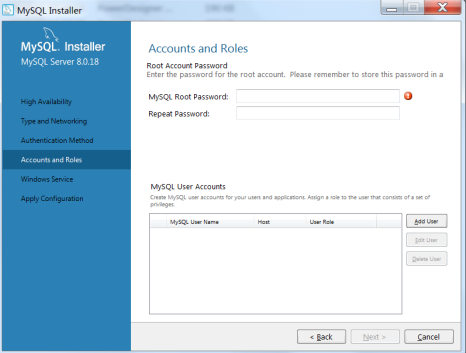 MySQL Installer
MySQL. Installer
MySQL Server 8.0.18
High Availability
Type and Networking
Authentication Method
Accounts and Roles
Windows Service
Apply Configuration
Accounts and Roles
Root Account Password
Enter the password for the root account. Please remember to store this password in a
MySQL Root Password:
Repeat Password:
MySQL User Accounts
Create MySQL user accounts for your users and applications. Assign a role to the user that consists of a set of
privileges.
MySQL User Name Host User Role
Add User
Edit User
Delete User
< Back Next > Cancel